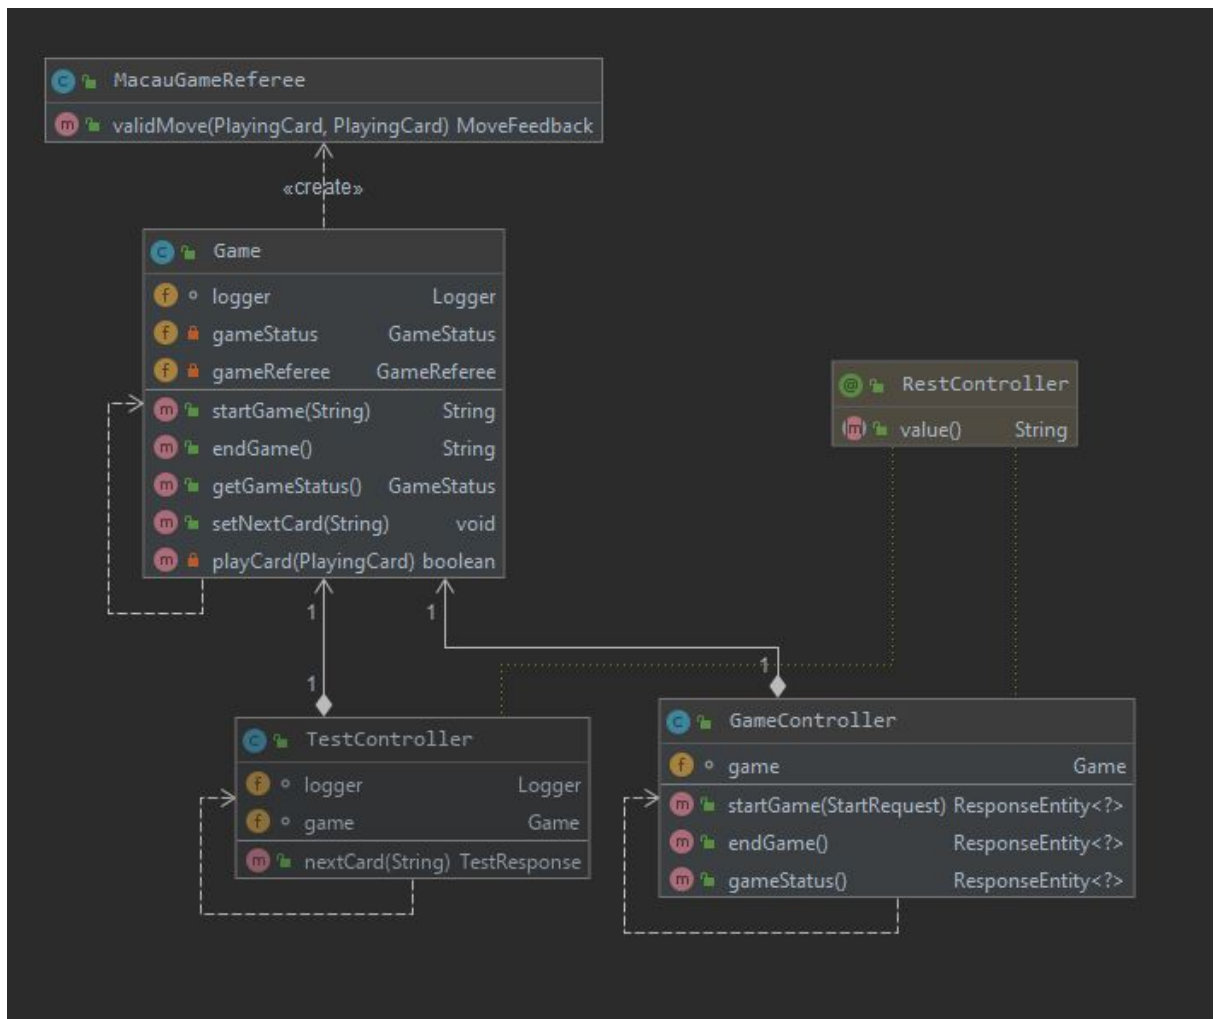 MacauGameReferee
validMove(PlayingCard, PlayingCard) MoveFeedback
«create»
Game
logger Logger
gameStatus GameStatus
gameReferee GameReferee
startGame(String) String
endGame() String
getGameStatus() GameStatus
setNextCard(String) void
playCard(PlayingCard) boolean
RestController
value() String
1
1
1
1
TestController
logger Logger
game Game
nextCard(String) TestResponse
GameController
game Game
startGame(StartRequest) ResponseEntity<?>
endGame() ResponseEntity<?>
gameStatus() ResponseEntity<?>